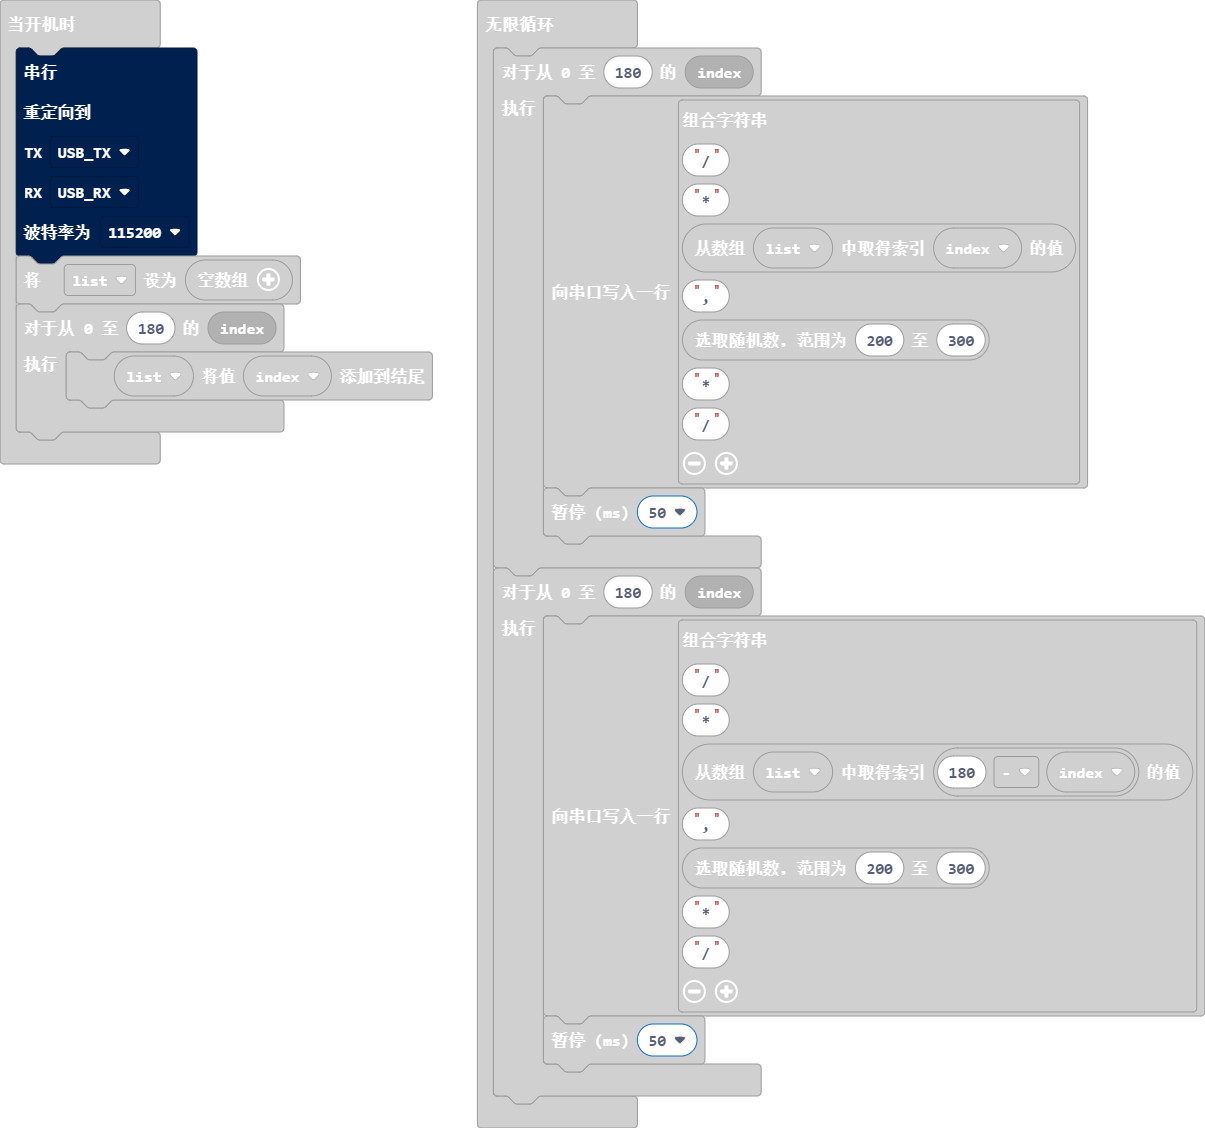 当开机时
串行
重定向到
TX USB_TX
RX USB_RX
波特率为 115200
将 list 设为 空数组
对于从 0 至 180 的 index
执行
list 将值 index 添加到结尾
无限循环
对于从 0 至 180 的 index
执行
向串口写入一行
组合字符串
"/"
"*"
从数组 list 中取得索引 index 的值
","
选取随机数，范围为 200 至 300
"*"
"/"
暂停 (ms) 50
对于从 0 至 180 的 index
执行
向串口写入一行
组合字符串
"/"
"*"
从数组 list 中取得索引 180 - index 的值
","
选取随机数，范围为 200 至 300
"*"
"/"
暂停 (ms) 50